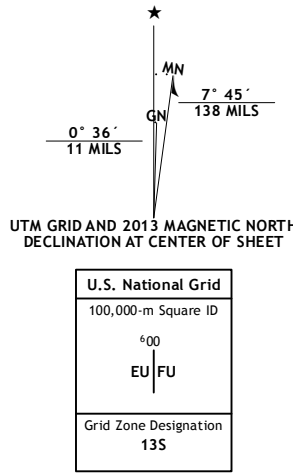 ★
MN
7° 45´
138 MILS
GN
0° 36´
11 MILS
UTM GRID AND 2013 MAGNETIC NORTH
DECLINATION AT CENTER OF SHEET
U.S. National Grid
100,000-m Square ID
⁶00
EU FU
Grid Zone Designation
13S